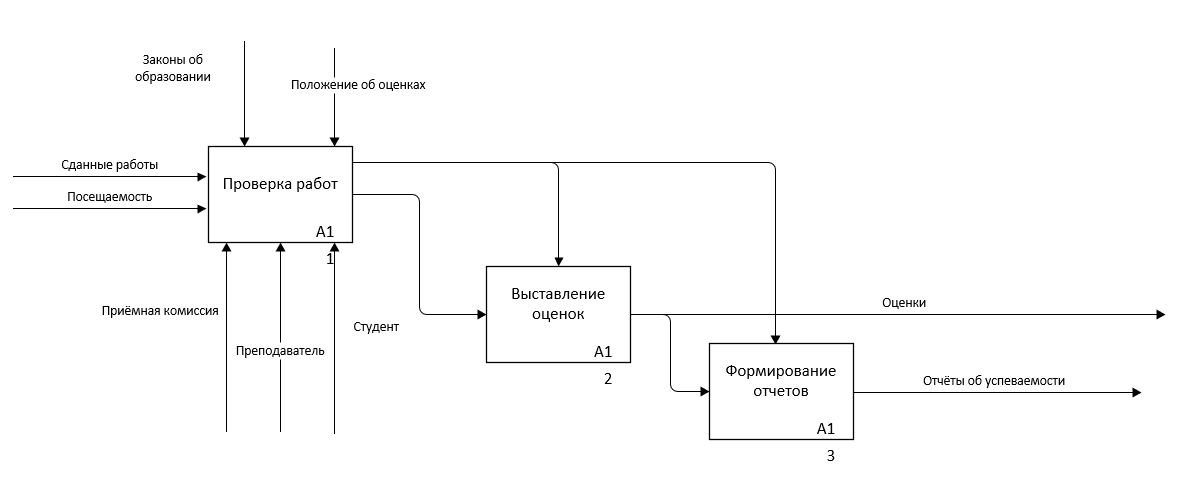 Законы об
образовании
Положение об оценках
Сданные работы
Посещаемость
Проверка работ
A1
1
Приёмная комиссия
Преподаватель
Студент
Выставление
оценок
A1
2
Оценки
Формирование
отчетов
A1
3
Отчёты об успеваемости